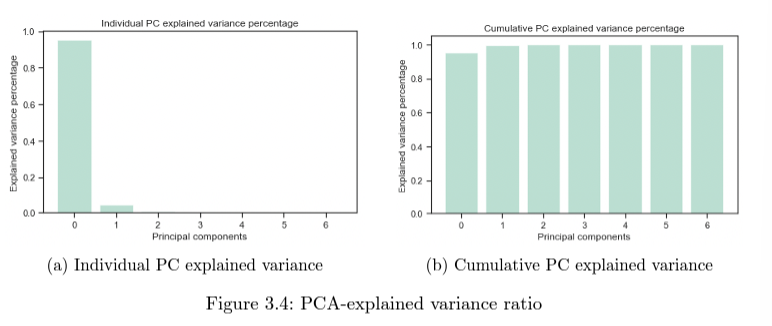 Individual PC explained variance percentage
Explained variance percentage
1.0
0.8
0.6
0.4
0.2
0.0
0 1 2 3 4 5 6
Principal components
(a) Individual PC explained variance
Cumulative PC explained variance percentage
Explained variance percentage
1.0
0.8
0.6
0.4
0.2
0.0
0 1 2 3 4 5 6
Principal components
(b) Cumulative PC explained variance
Figure 3.4: PCA-explained variance ratio